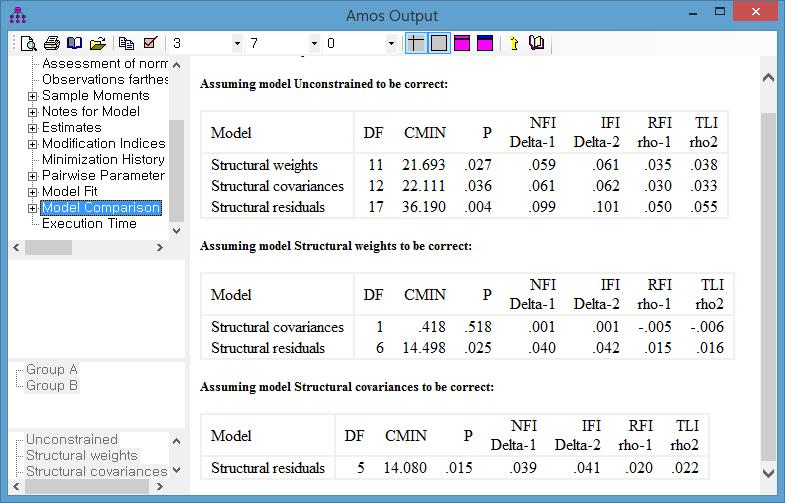 Amos Output
3 7 0
Assessment of norm
Observations farthes
Sample Moments
Notes for Model
Estimates
Modification Indices
Minimization History
Pairwise Parameter
Model Fit
Model Comparison
Execution Time
Group A
Group B
Unconstrained
Structural weights
Structural covariances
Assuming model Unconstrained to be correct:
Model DF CMIN P NFI Delta-1 IFI Delta-2 RFI rho-1 TLI rho2
Structural weights 11 21.693 .027 .059 .061 .035 .038
Structural covariances 12 22.111 .036 .061 .062 .030 .033
Structural residuals 17 36.190 .004 .099 .101 .050 .055
Assuming model Structural weights to be correct:
Model DF CMIN P NFI Delta-1 IFI Delta-2 RFI rho-1 TLI rho2
Structural covariances 1 .418 .518 .001 .001 -.005 -.006
Structural residuals 6 14.498 .025 .040 .042 .015 .016
Assuming model Structural covariances to be correct:
Model DF CMIN P NFI Delta-1 IFI Delta-2 RFI rho-1 TLI rho2
Structural residuals 5 14.080 .015 .039 .041 .020 .022